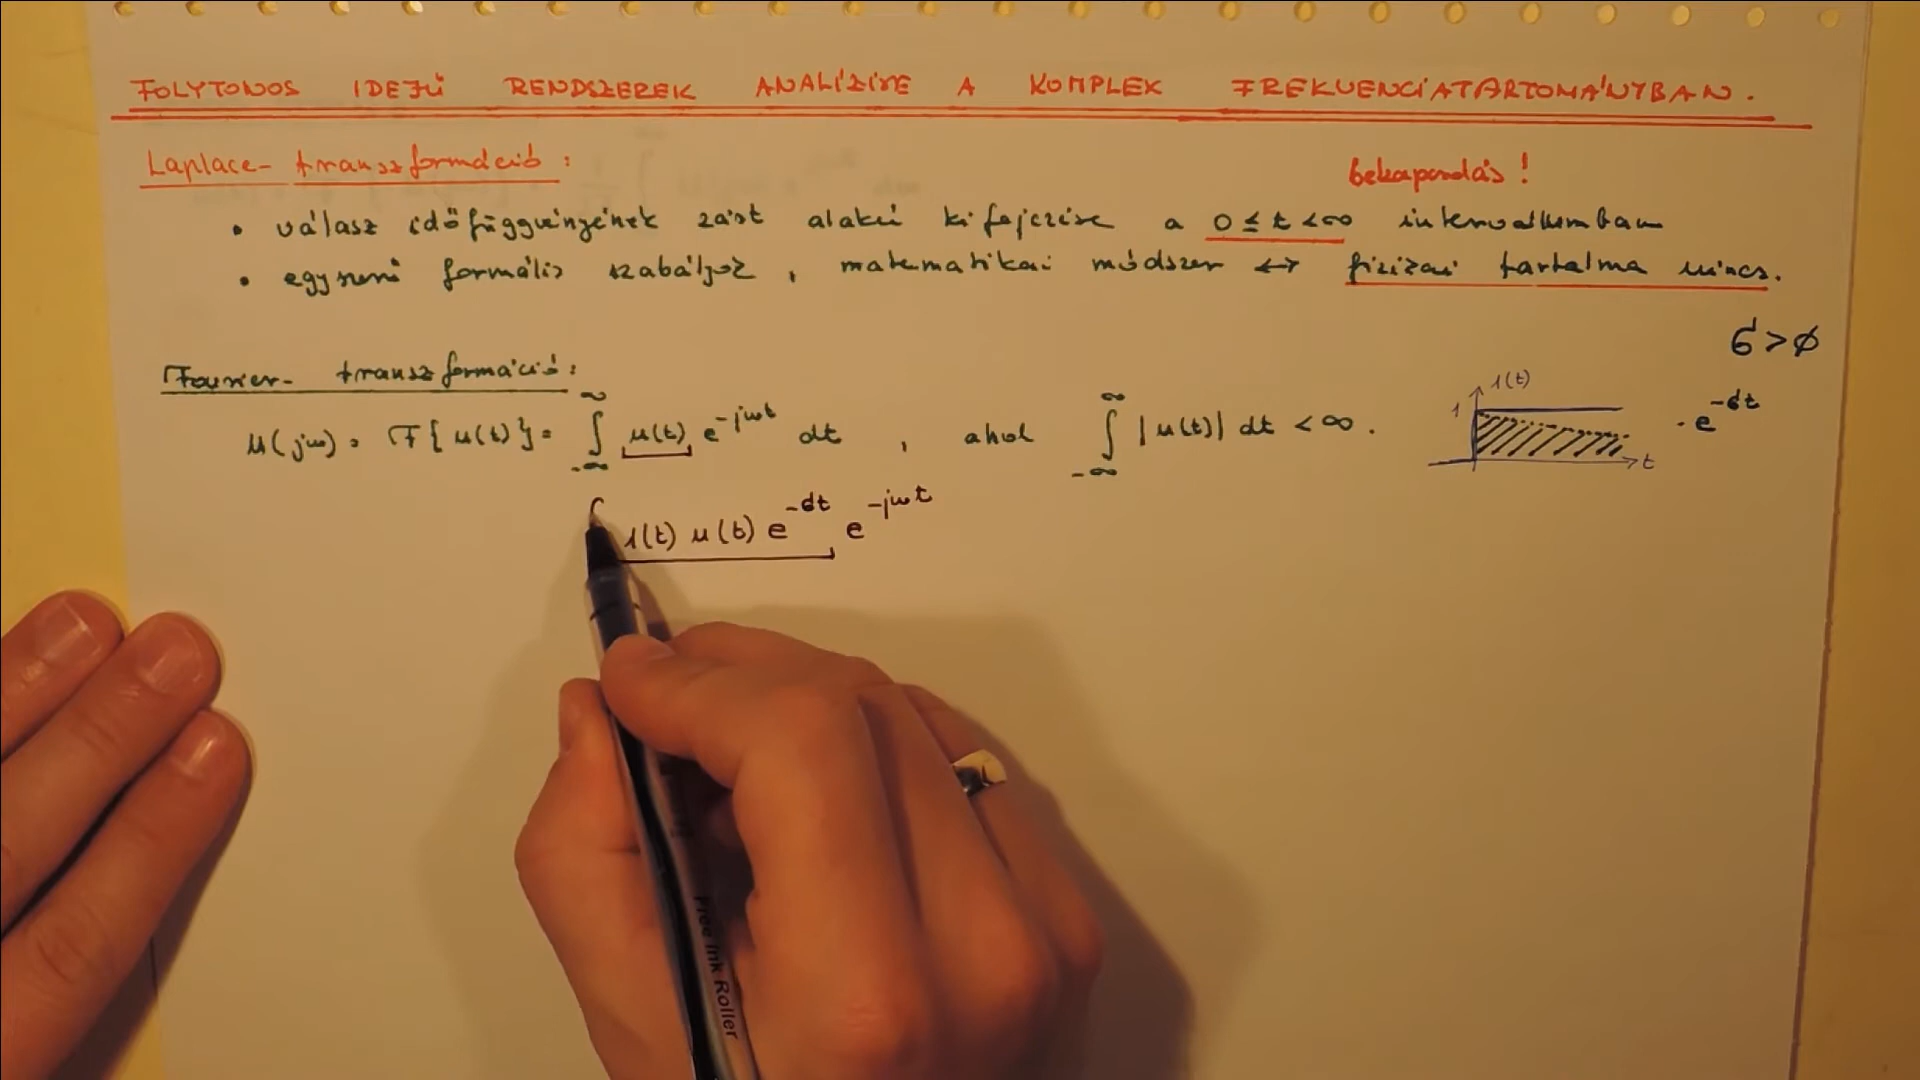 FOLYTONOS IDEJŰ RENDSZEREK ANALÍZISE A KOMPLEX FREKVENCIATARTOMÁNYBAN.
Laplace-transzformáció:
bekapcsolás!
• válasz időfüggvényének zárt alakú kifejezése a 0 ≤ t < ∞ intervallumban
• egyszerű formális szabályok, matematikai módszer ↔ fizikai tartalma nincs.
σ > ∅
Fourier-transzformáció:
u(jω) = F{u(t)} = ∫_{-∞}^{∞} u(t) e^{-jωt} dt, ahol ∫_{-∞}^{∞} |u(t)| dt < ∞.
1(t)
1
t
· e^{-σt}
∫ 1(t) u(t) e^{-σt} e^{-jωt}
Free Ink Roller